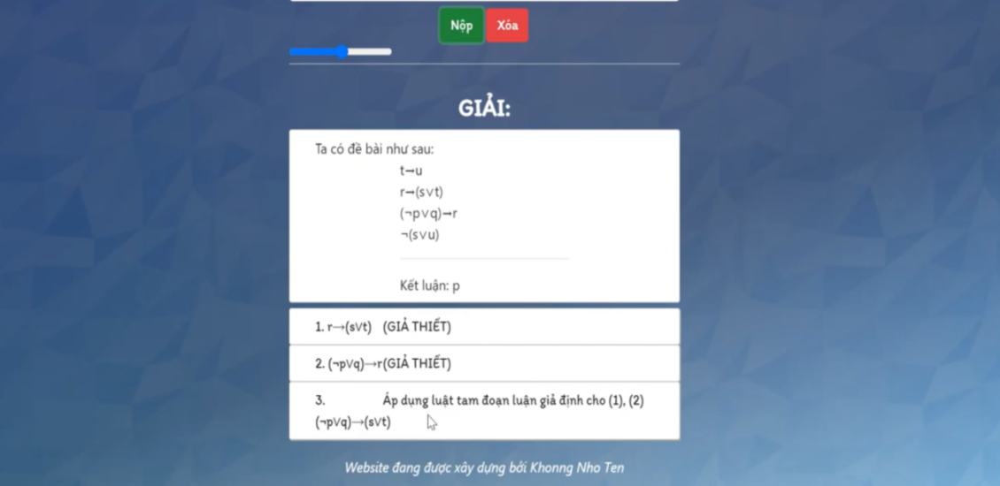 Nộp Xóa
GIẢI:
Ta có đề bài như sau:
t→u
r→(s∨t)
(¬p∨q)→r
¬(s∨u)
Kết luận: p
1. r→(s∨t) (GIẢ THIẾT)
2. (¬p∨q)→r(GIẢ THIẾT)
3. Áp dụng luật tam đoạn luận giả định cho (1), (2)
(¬p∨q)→(s∨t)
Website đang được xây dựng bởi Khonng Nho Ten